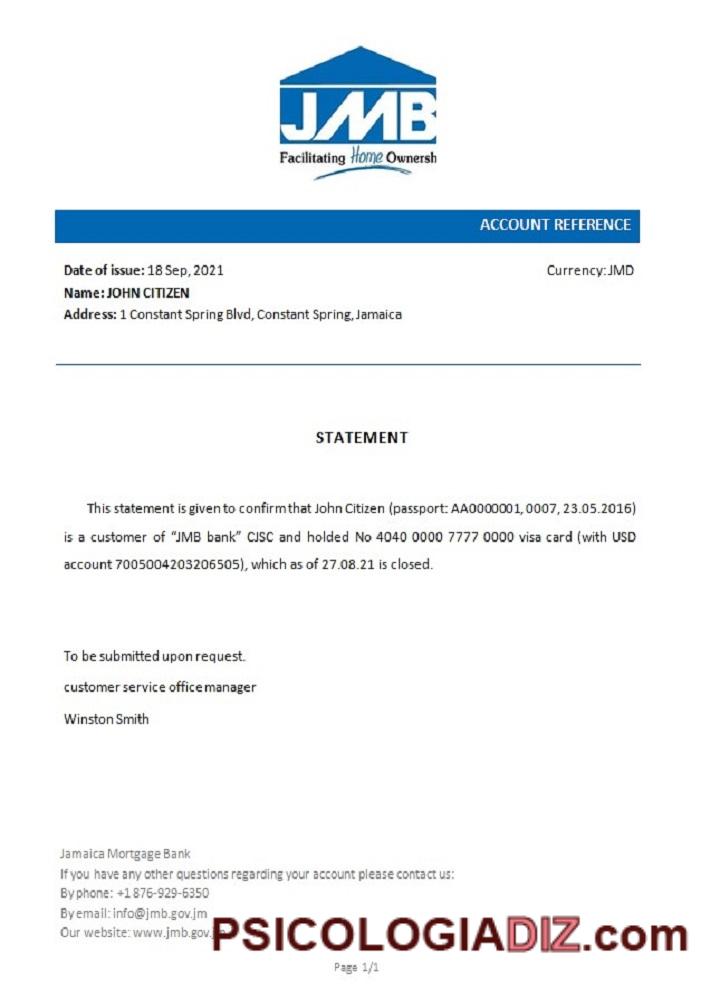 JMB
Facilitating Home Ownersh
ACCOUNT REFERENCE
Date of issue: 18 Sep, 2021 Currency: JMD
Name: JOHN CITIZEN
Address: 1 Constant Spring Blvd, Constant Spring, Jamaica
STATEMENT
This statement is given to confirm that John Citizen (passport: AA0000001, 0007, 23.05.2016)
is a customer of “JMB bank” CJSC and holded No 4040 0000 7777 0000 visa card (with USD
account 7005004203206505), which as of 27.08.21 is closed.
To be submitted upon request.
customer service office manager
Winston Smith
Jamaica Mortgage Bank
If you have any other questions regarding your account please contact us:
By phone: +1 876-929-6350
By email: info@jmb.gov.jm
Our website: www.jmb.gov.
PSICOLOGIADIZ.com
Page 1/1